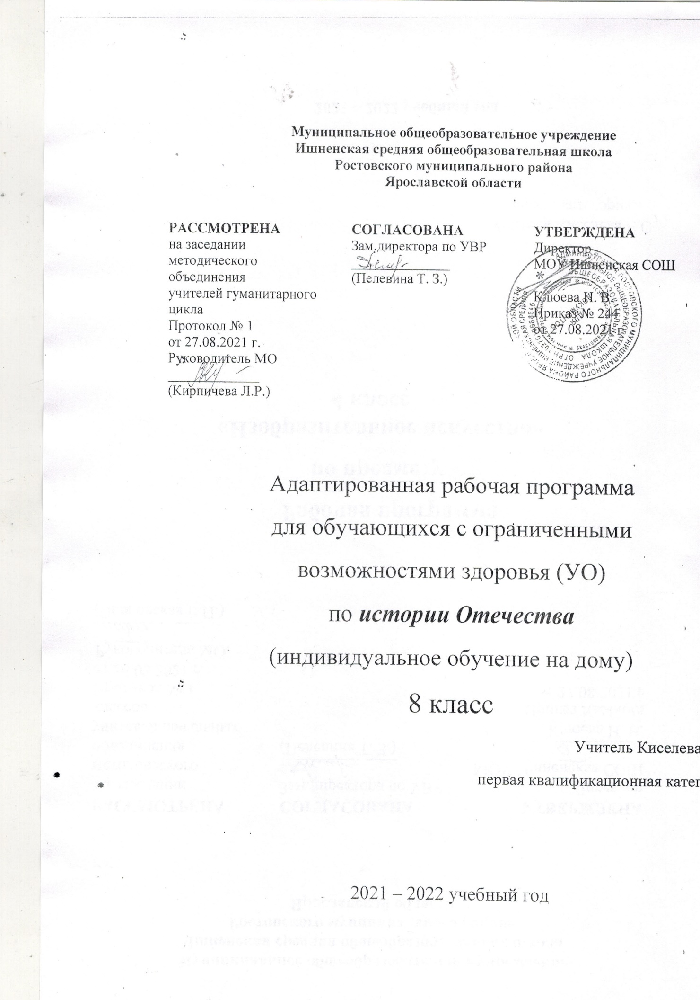 Муниципальное общеобразовательное учреждение
Ишненская средняя общеобразовательная школа
Ростовского муниципального района
Ярославской области
РАССМОТРЕНА
на заседании
методического
объединения
учителей гуманитарного
цикла
Протокол № 1
от 27.08.2021 г.
Руководитель МО
(Кирпичева Л.Р.)
СОГЛАСОВАНА
Зам.директора по УВР
(Пелевина Т. З.)
УТВЕРЖДЕНА
Директор
МОУ Ишненская СОШ
Клюева Н. В.
Приказ № 244
от 27.08.2021 г.
Адаптированная рабочая программа
для обучающихся с ограниченными
возможностями здоровья (УО)
по истории Отечества
(индивидуальное обучение на дому)
8 класс
Учитель Киселева
первая квалификационная катег
2021 – 2022 учебный год